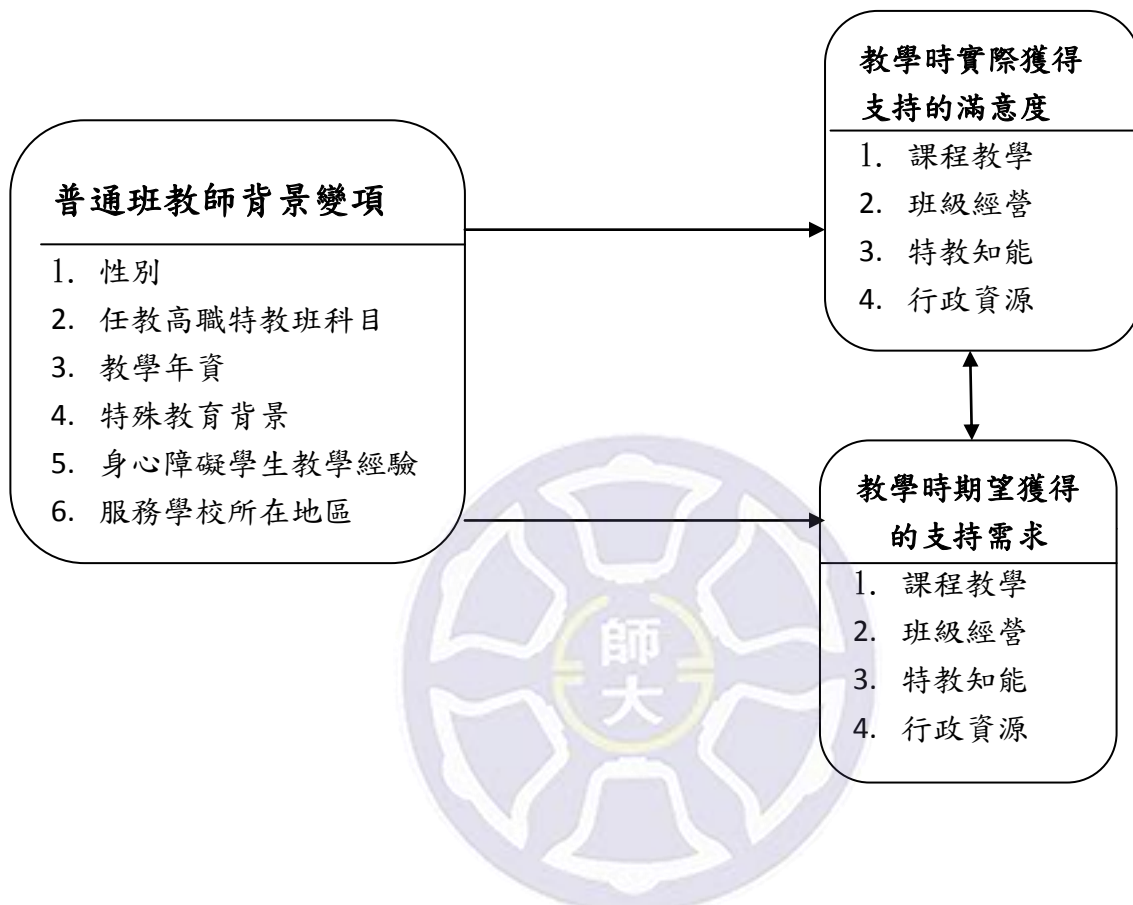 教學時實際獲得
支持的滿意度
1. 課程教學
2. 班級經營
3. 特教知能
4. 行政資源
普通班教師背景變項
1. 性別
2. 任教高職特教班科目
3. 教學年資
4. 特殊教育背景
5. 身心障礙學生教學經驗
6. 服務學校所在地區
教學時期望獲得
的支持需求
1. 課程教學
2. 班級經營
3. 特教知能
4. 行政資源
師
大